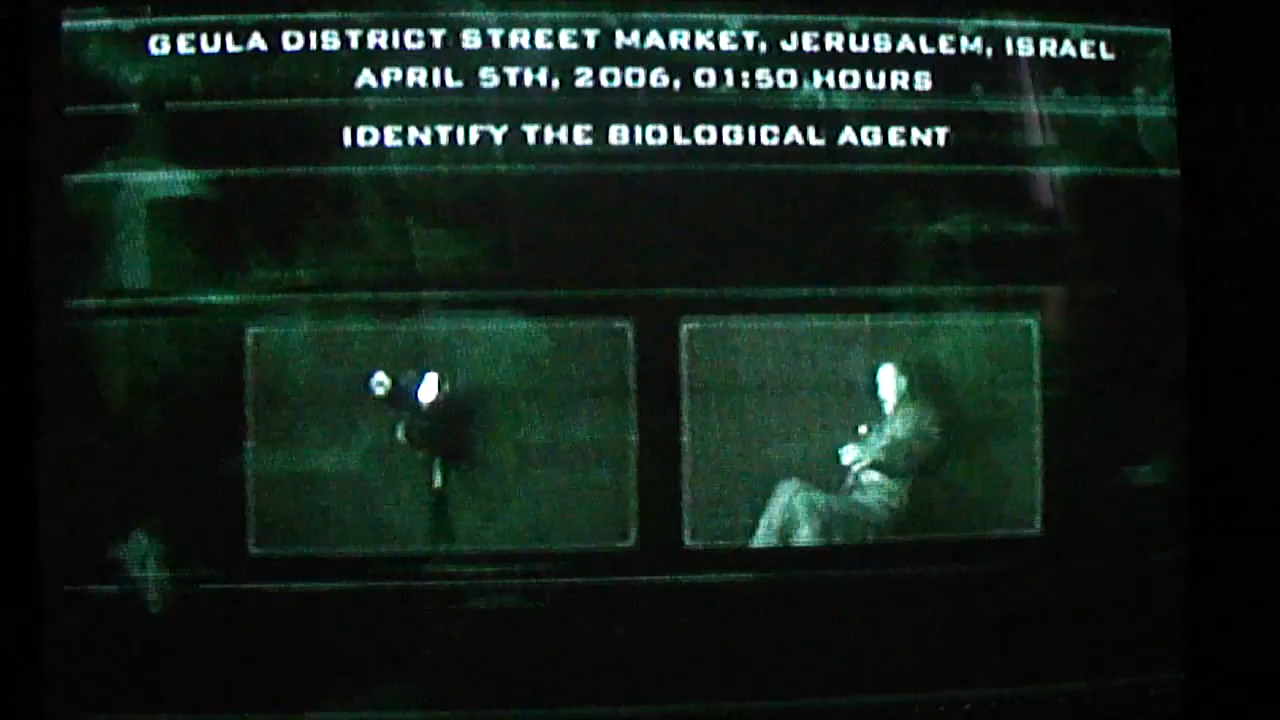 GEULA DISTRICT STREET MARKET, JERUSALEM, ISRAEL
APRIL 5TH, 2006, 01:50 HOURS
IDENTIFY THE BIOLOGICAL AGENT